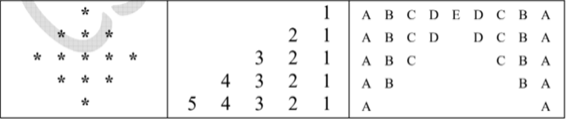 *
* * *
* * * * *
* * *
*
1
2 1
3 2 1
4 3 2 1
5 4 3 2 1
A B C D E D C B A
A B C D D C B A
A B C C B A
A B B A
A A